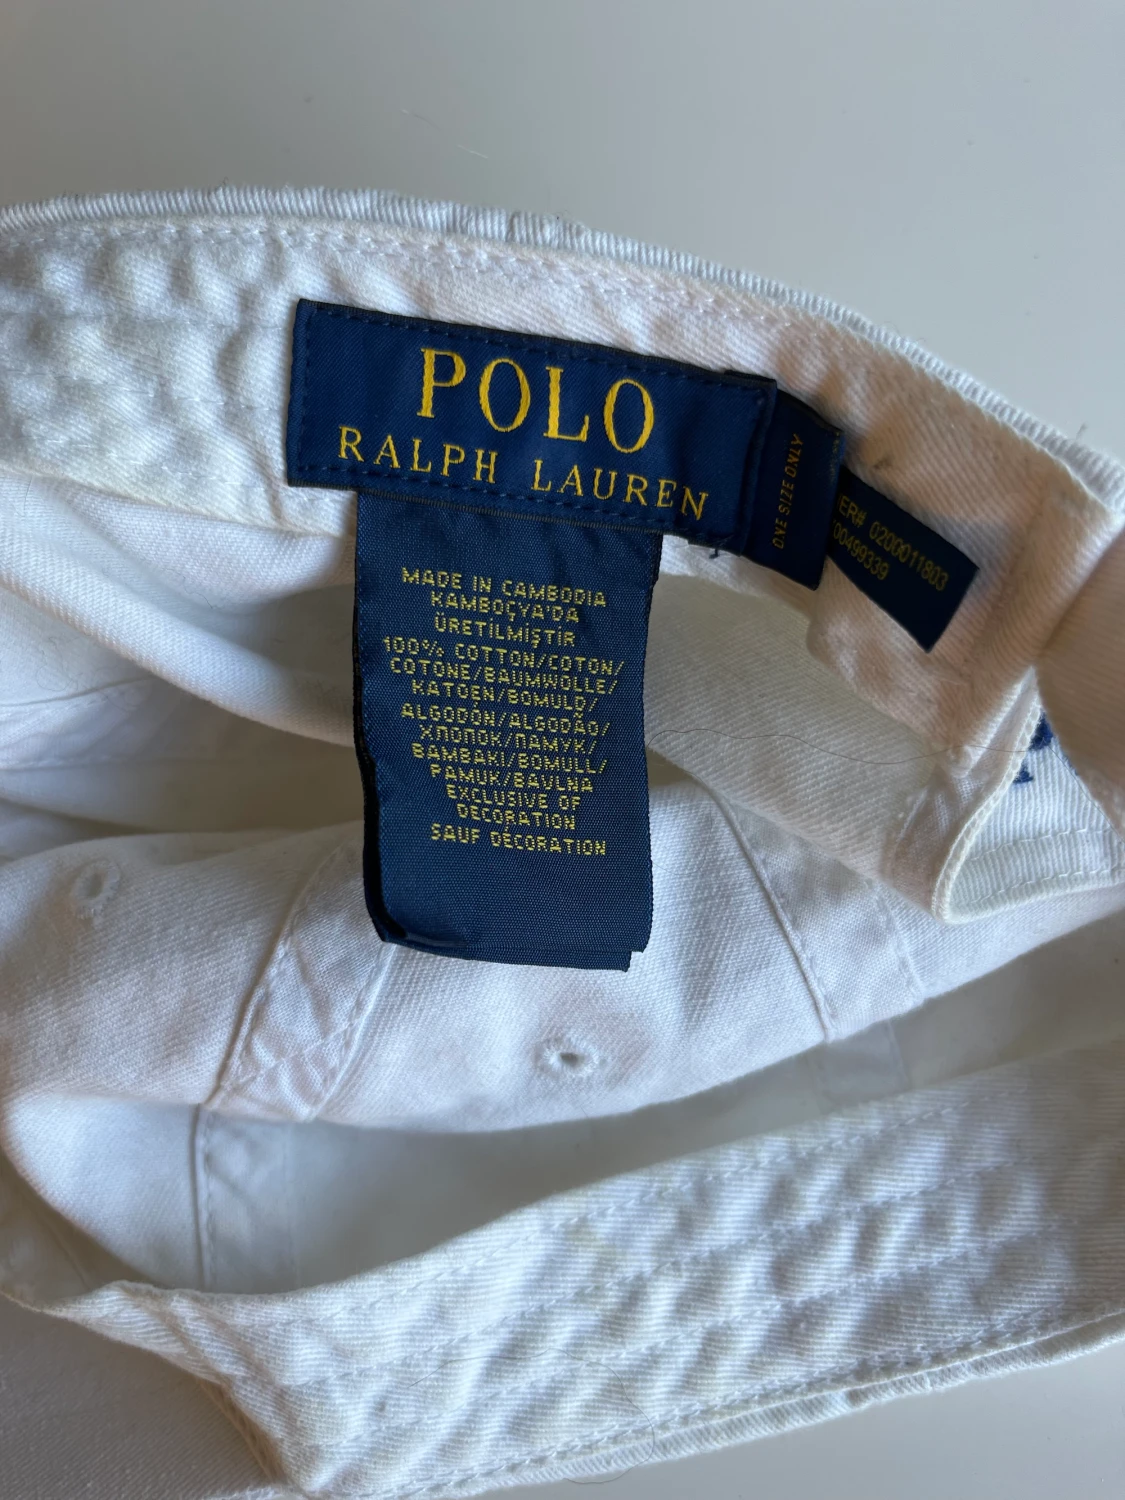 POLO
RALPH LAUREN
ONE SIZE ONLY
ER# 0200011803
00499339
MADE IN CAMBODIA
KAMBOÇYA'DA
ÜRETİLMİŞTİR
100% COTTON/COTON/
COTONE/BAUMWOLLE/
KATOEN/BOMULD/
ALGODÓN/ALGODÃO/
ХЛОПОК/ПАМУК/
BAMBAKI/BOMULL/
PAMUK/BAVLNA
EXCLUSIVE OF
DECORATION
SAUF DÉCORATION